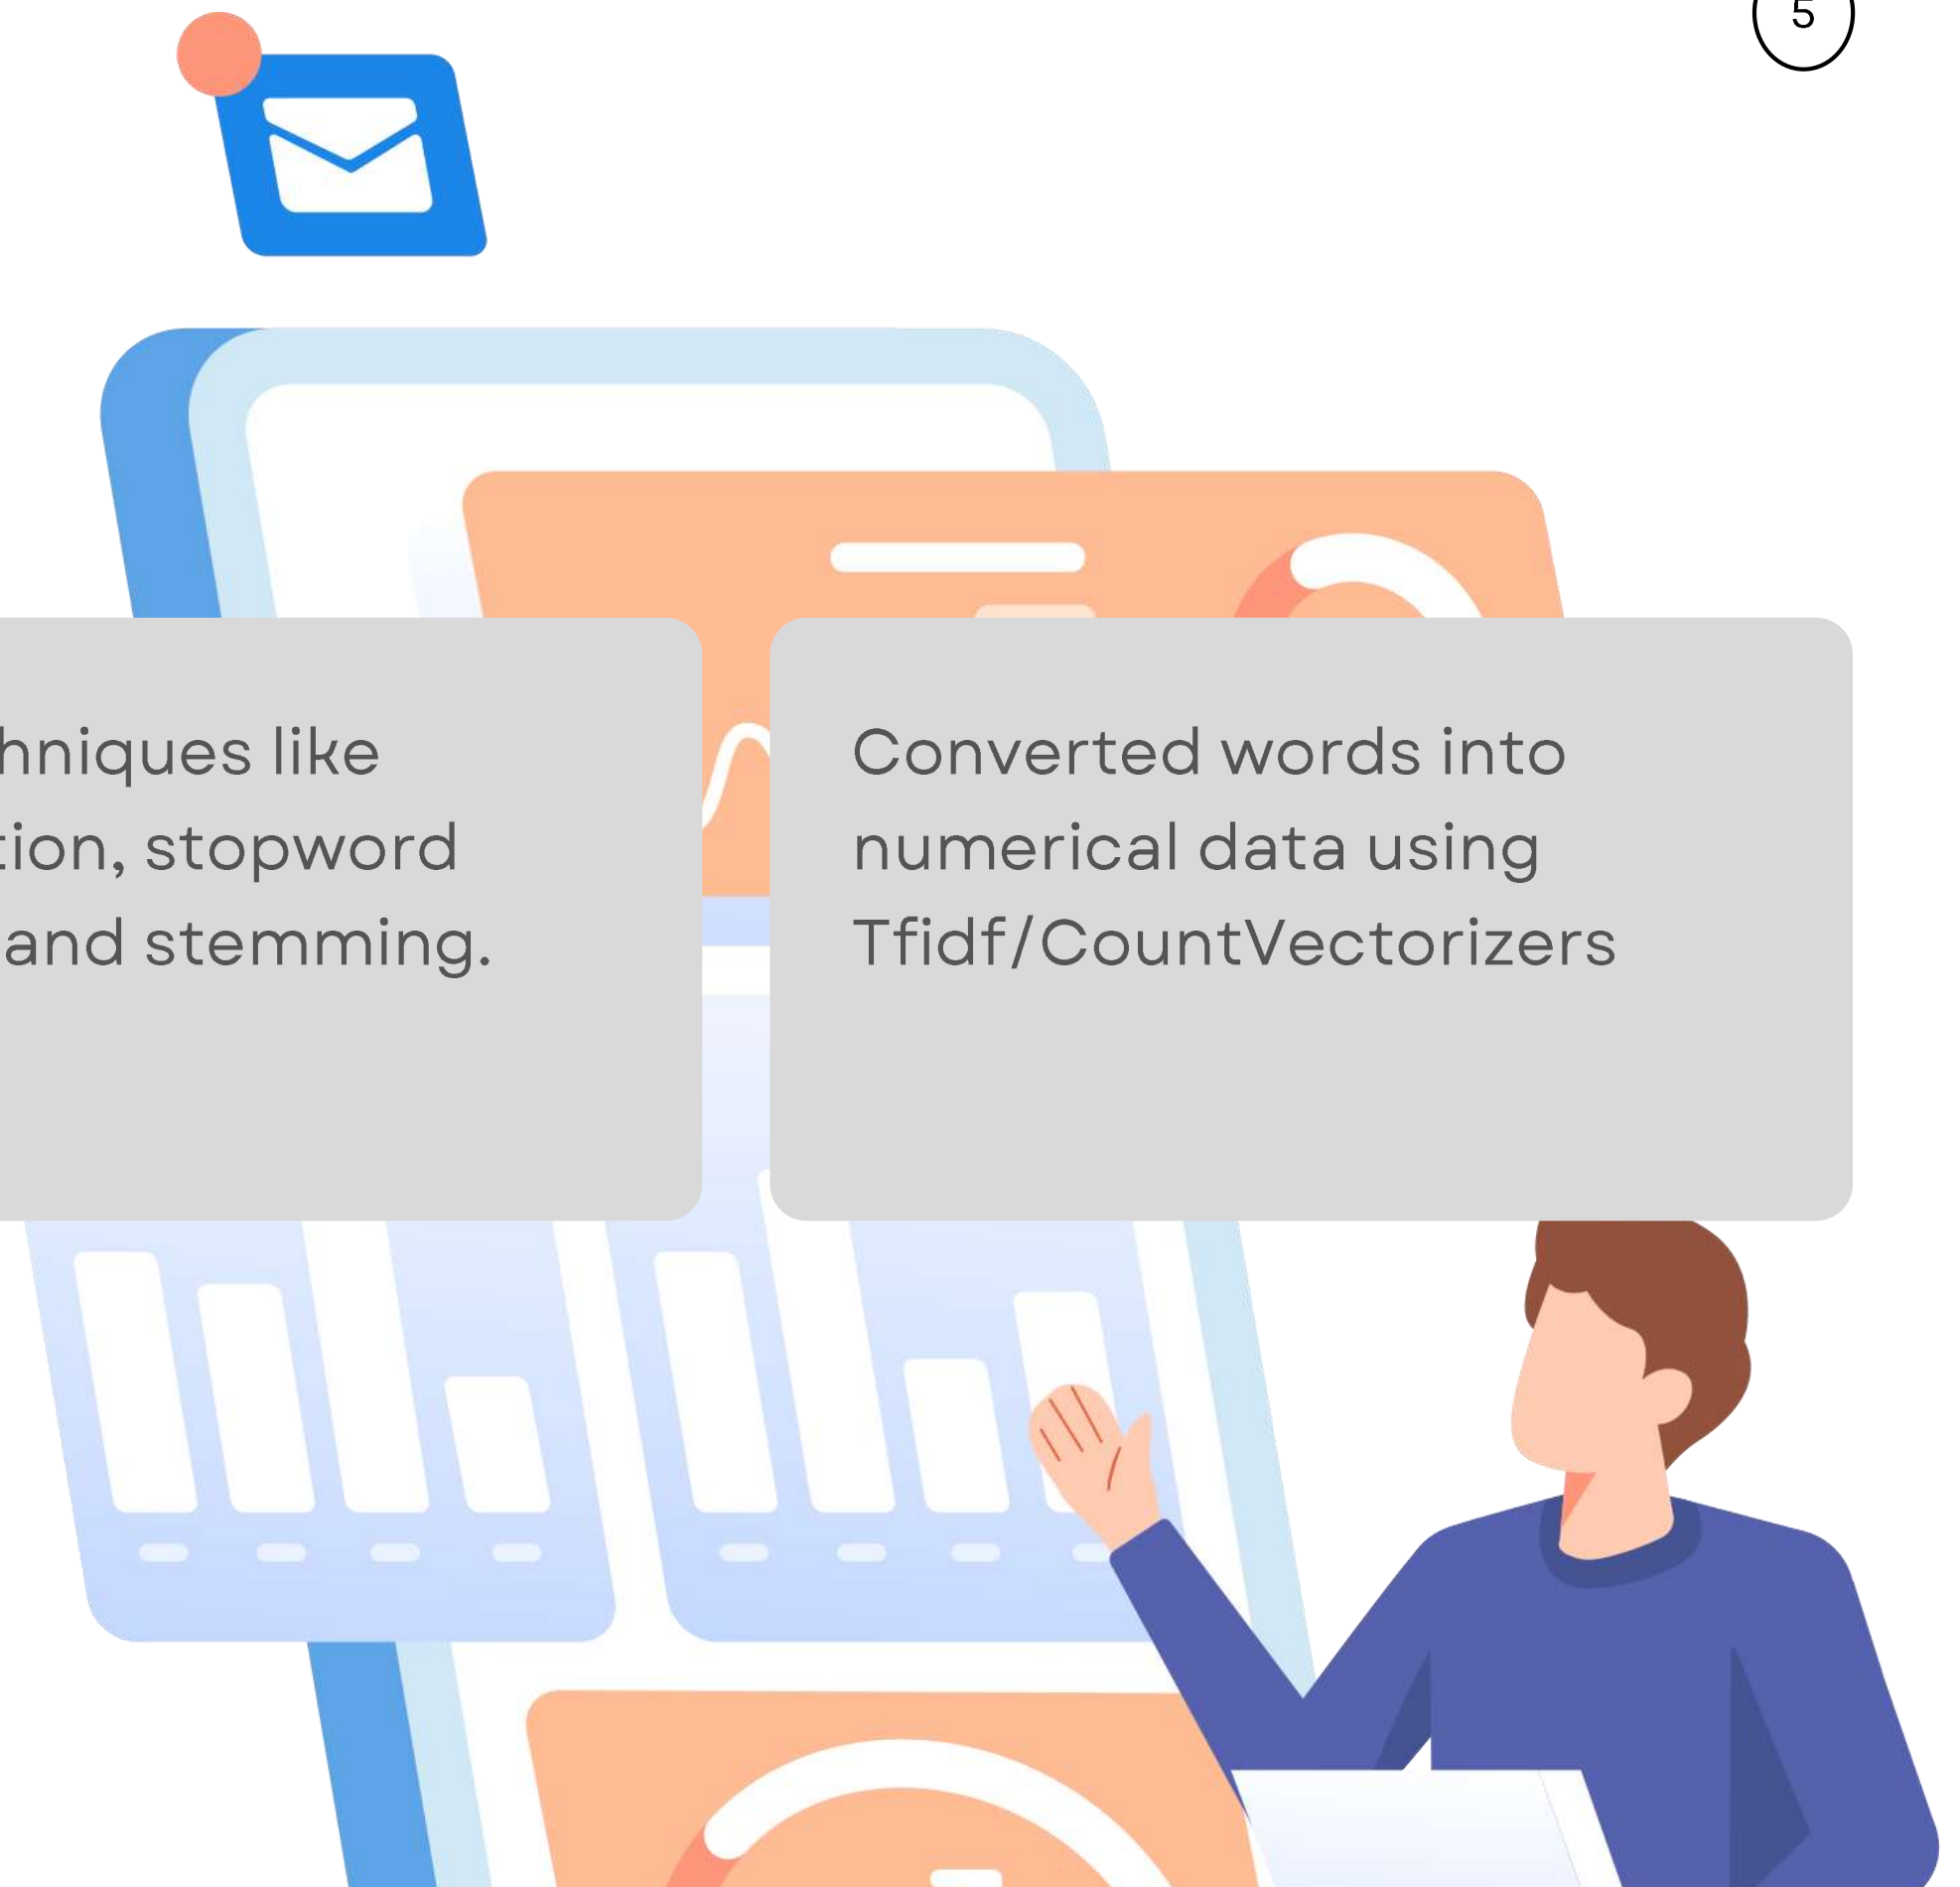 5
hniques like
tion, stopword
and stemming.
Converted words into
numerical data using
Tfidf/CountVectorizers